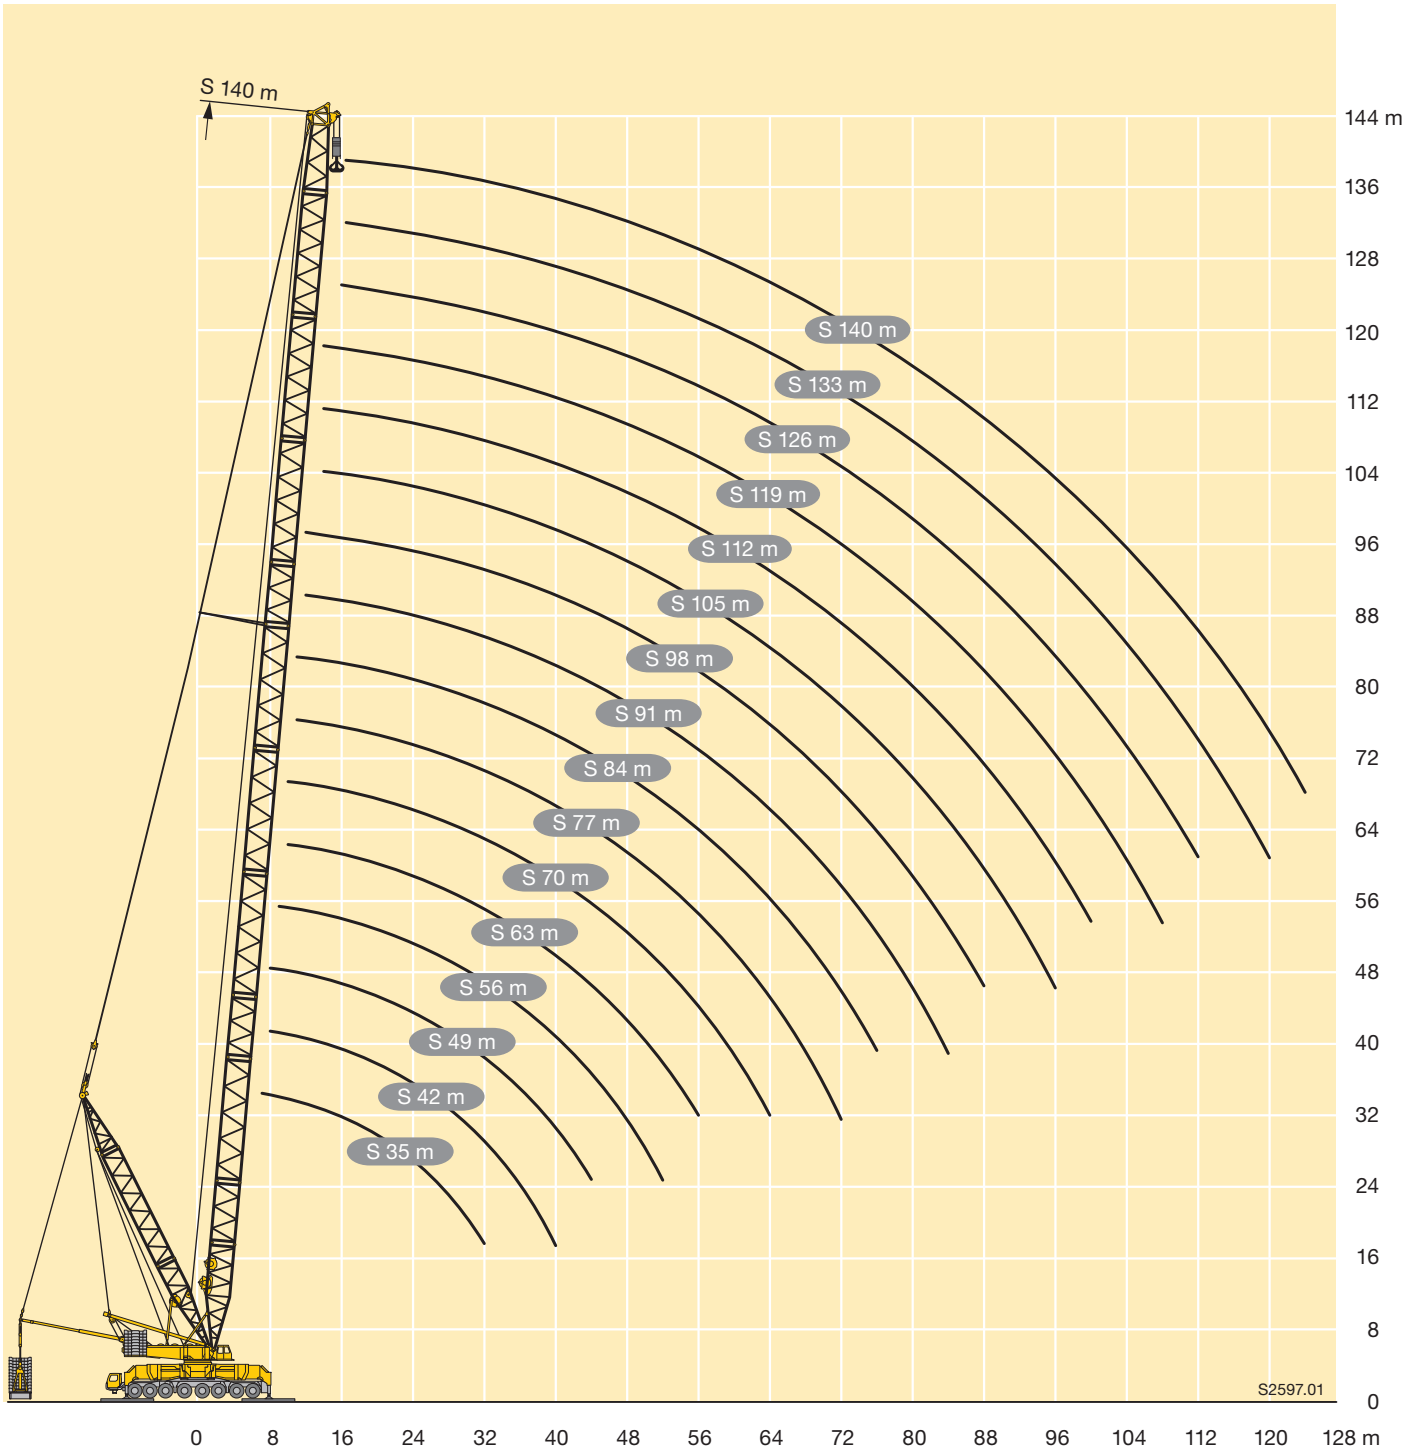 S 140 m
144 m
136
128
S 140 m
120
S 133 m
112
S 126 m
104
S 119 m
S 112 m
96
S 105 m
88
S 98 m
80
S 91 m
S 84 m
72
S 77 m
64
S 70 m
56
S 63 m
S 56 m
48
S 49 m
40
S 42 m
32
S 35 m
24
16
8
S2597.01
0
0 8 16 24 32 40 48 56 64 72 80 88 96 104 112 120 128 m